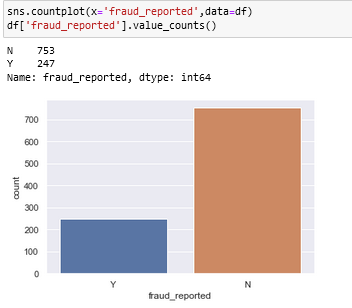 sns.countplot(x='fraud_reported',data=df)
df['fraud_reported'].value_counts()
N    753
Y    247
Name: fraud_reported, dtype: int64
700
600
500
400
300
200
100
0
count
Y N
fraud_reported